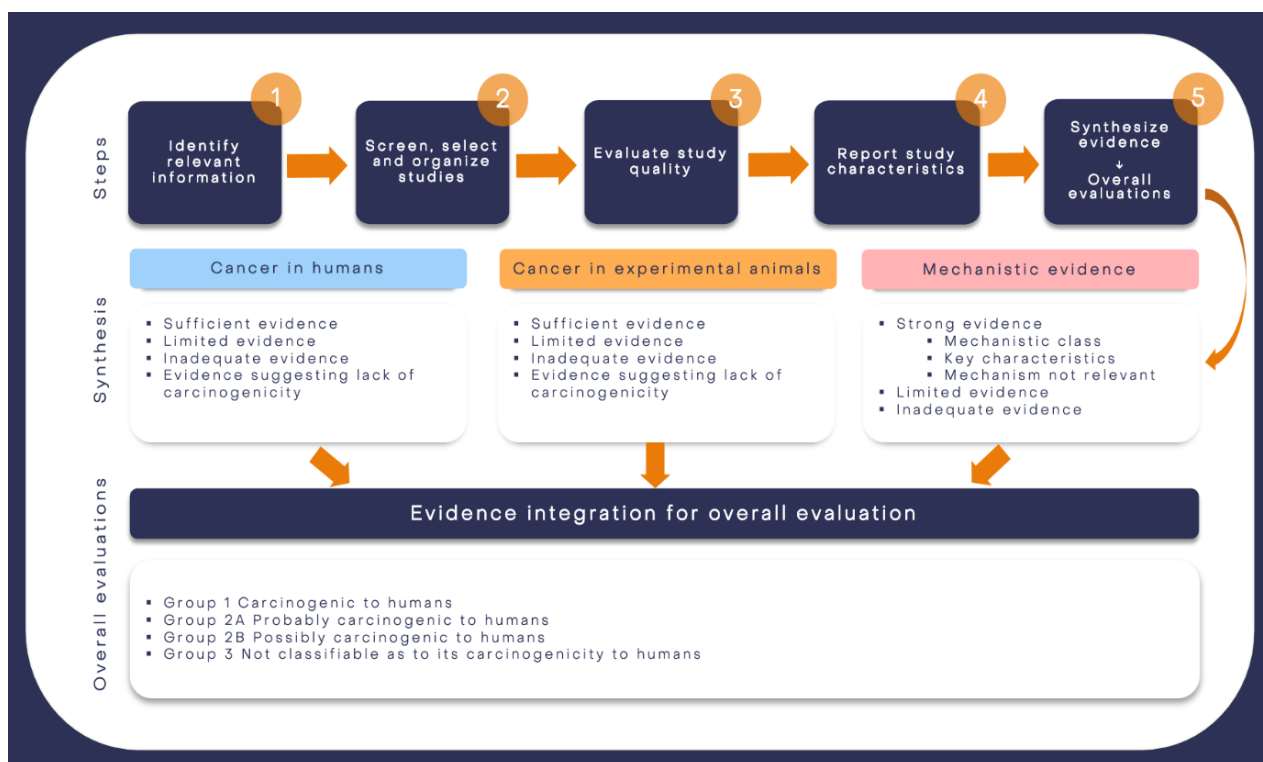 Steps
1
Identify
relevant
information
2
Screen, select
and organize
studies
3
Evaluate study
quality
4
Report study
characteristics
5
Synthesize
evidence
↓
Overall
evaluations
Synthesis
Cancer in humans
▪ Sufficient evidence
▪ Limited evidence
▪ Inadequate evidence
▪ Evidence suggesting lack of
carcinogenicity
Cancer in experimental animals
▪ Sufficient evidence
▪ Limited evidence
▪ Inadequate evidence
▪ Evidence suggesting lack of
carcinogenicity
Mechanistic evidence
▪ Strong evidence
▪ Mechanistic class
▪ Key characteristics
▪ Mechanism not relevant
▪ Limited evidence
▪ Inadequate evidence
Overall evaluations
Evidence integration for overall evaluation
▪ Group 1 Carcinogenic to humans
▪ Group 2A Probably carcinogenic to humans
▪ Group 2B Possibly carcinogenic to humans
▪ Group 3 Not classifiable as to its carcinogenicity to humans